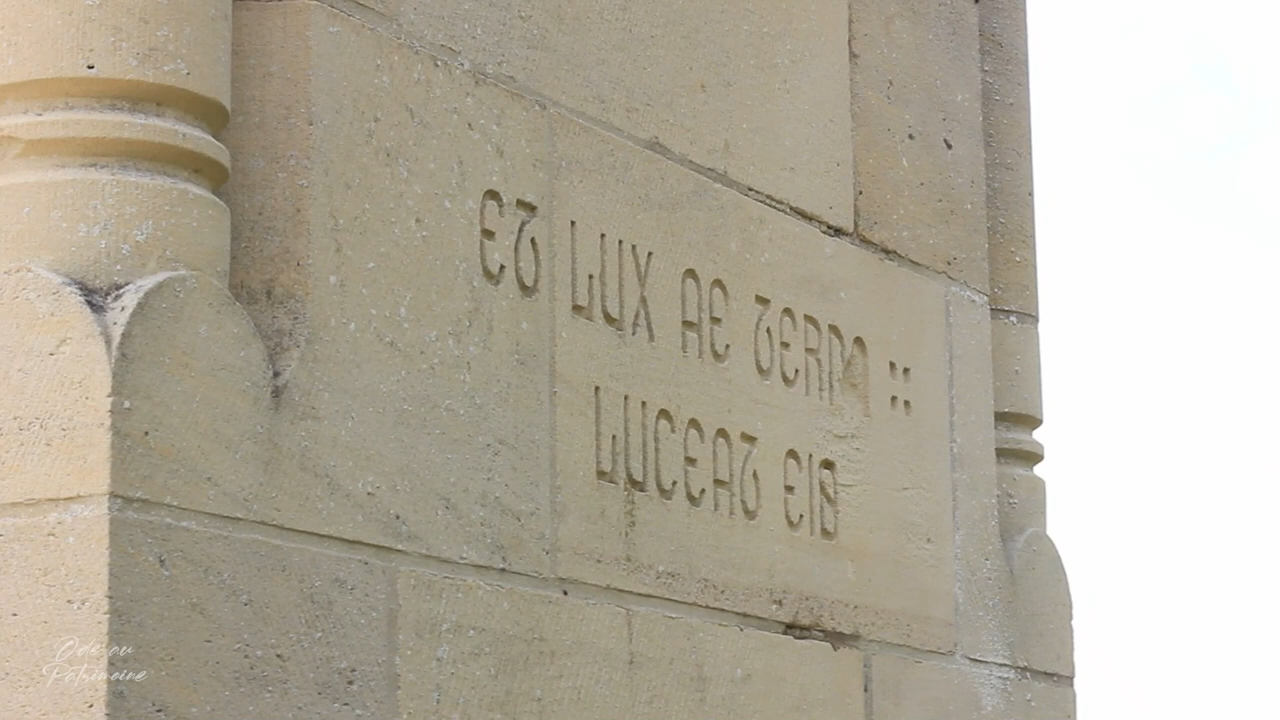 ET LUX AE TERNA ::
LUCEAT EIS
Ode au
Patrimoine